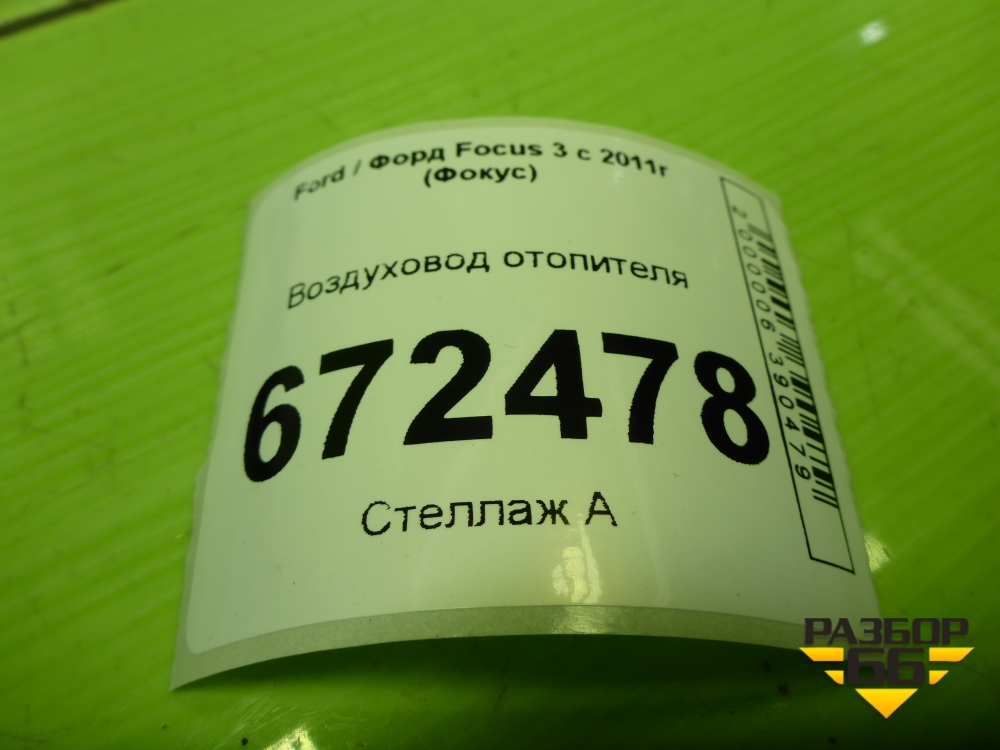 Ford / Форд Focus 3 с 2011г
(Фокус)
Воздуховод отопителя
672478
Стеллаж А
2000006390479
РАЗБОР
66